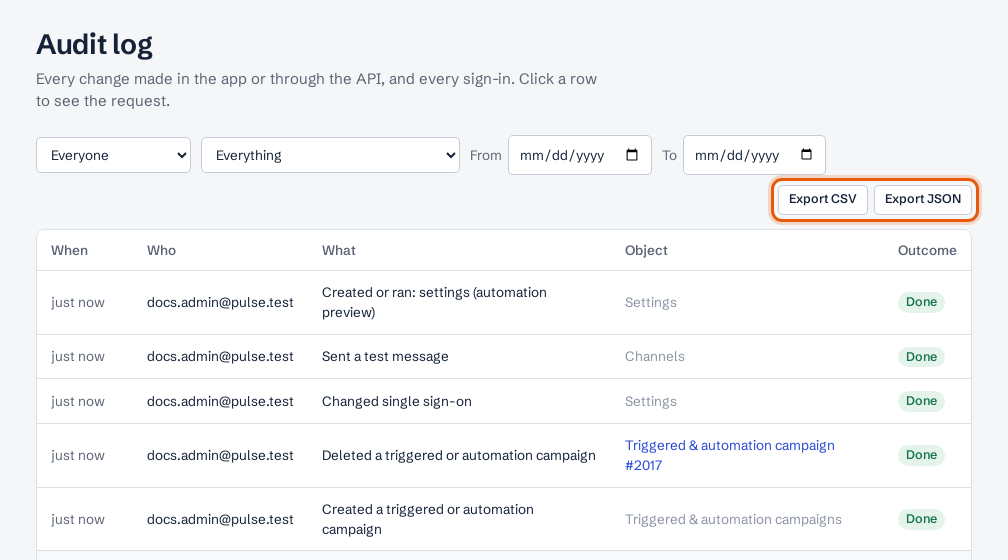 Audit log
Every change made in the app or through the API, and every sign-in. Click a row
to see the request.
Everyone
Everything
From
mm/dd/yyyy
To
mm/dd/yyyy
Export CSV
Export JSON
When Who What Object Outcome
just now docs.admin@pulse.test Created or ran: settings (automation
preview) Settings Done
just now docs.admin@pulse.test Sent a test message Channels Done
just now docs.admin@pulse.test Changed single sign-on Settings Done
just now docs.admin@pulse.test Deleted a triggered or automation campaign Triggered & automation campaign
#2017 Done
just now docs.admin@pulse.test Created a triggered or automation
campaign Triggered & automation campaigns Done